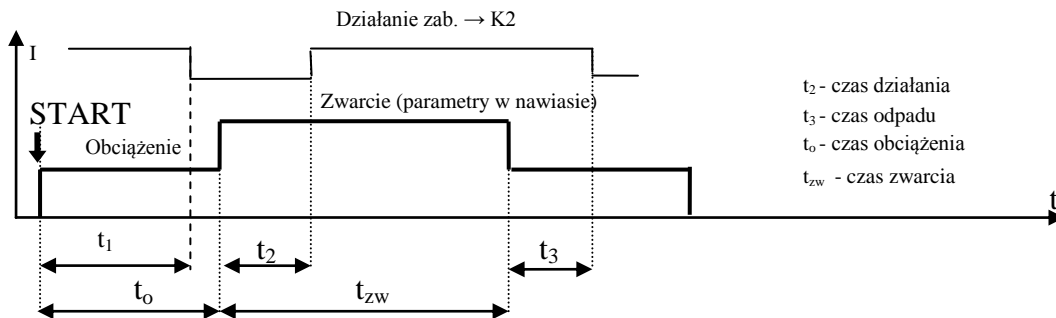 Działanie zab. → K2
I
START
Zwarcie (parametry w nawiasie)
Obciążenie
t
t₁
t₂
t₃
tₒ
t_zw
t₂ - czas działania
t₃ - czas odpadu
tₒ - czas obciążenia
t_zw - czas zwarcia